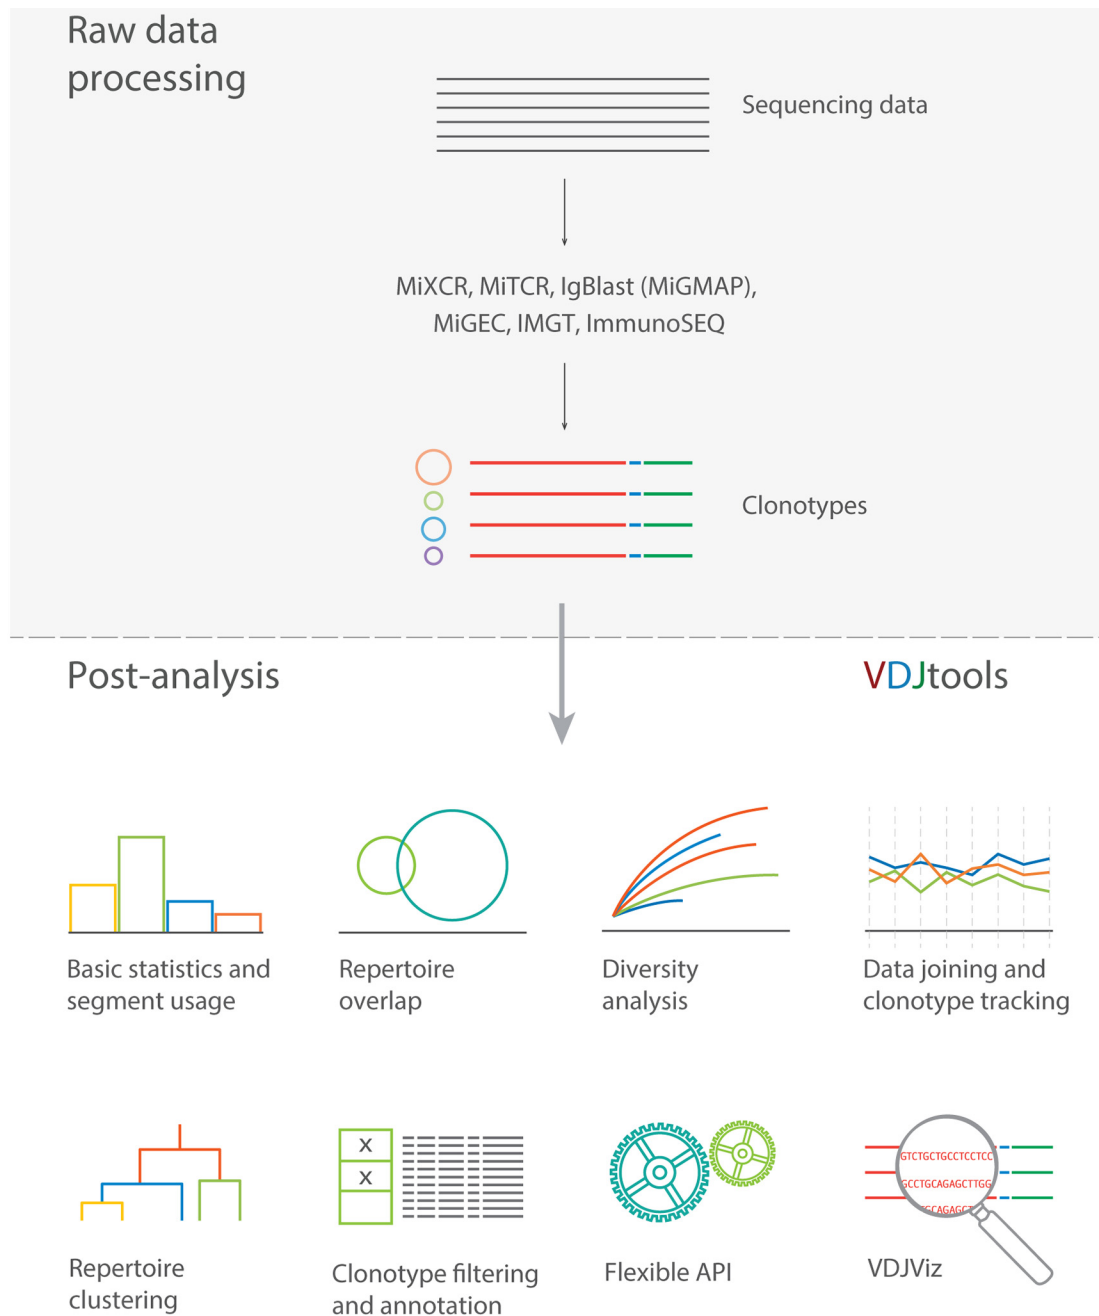 Raw data
processing
Sequencing data
MiXCR, MiTCR, IgBlast (MiGMAP),
MiGEC, IMGT, ImmunoSEQ
Clonotypes
Post-analysis
VDJtools
Basic statistics and
segment usage
Repertoire
overlap
Diversity
analysis
Data joining and
clonotype tracking
Repertoire
clustering
X
X
Clonotype filtering
and annotation
Flexible API
GTCTGCTGCCTCCTCC
GCCTGCAGAGCTTGG
VDJViz